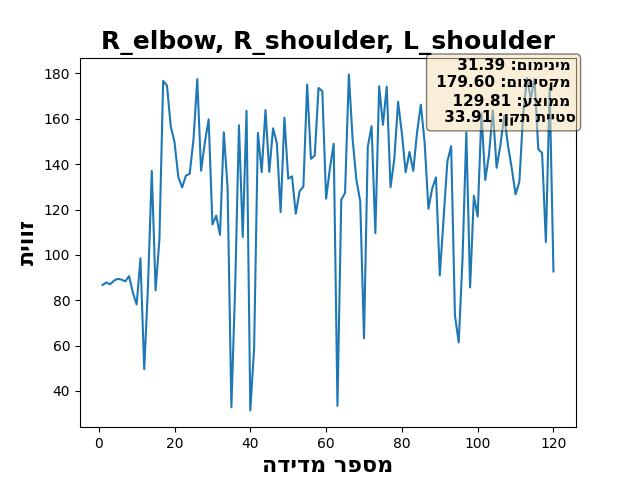 R_elbow, R_shoulder, L_shoulder
מינימום: 31.39
מקסימום: 179.60
ממוצע: 129.81
סטיית תקן: 33.91
זווית
180
160
140
120
100
80
60
40
0 20 40 60 80 100 120
מספר מדידה